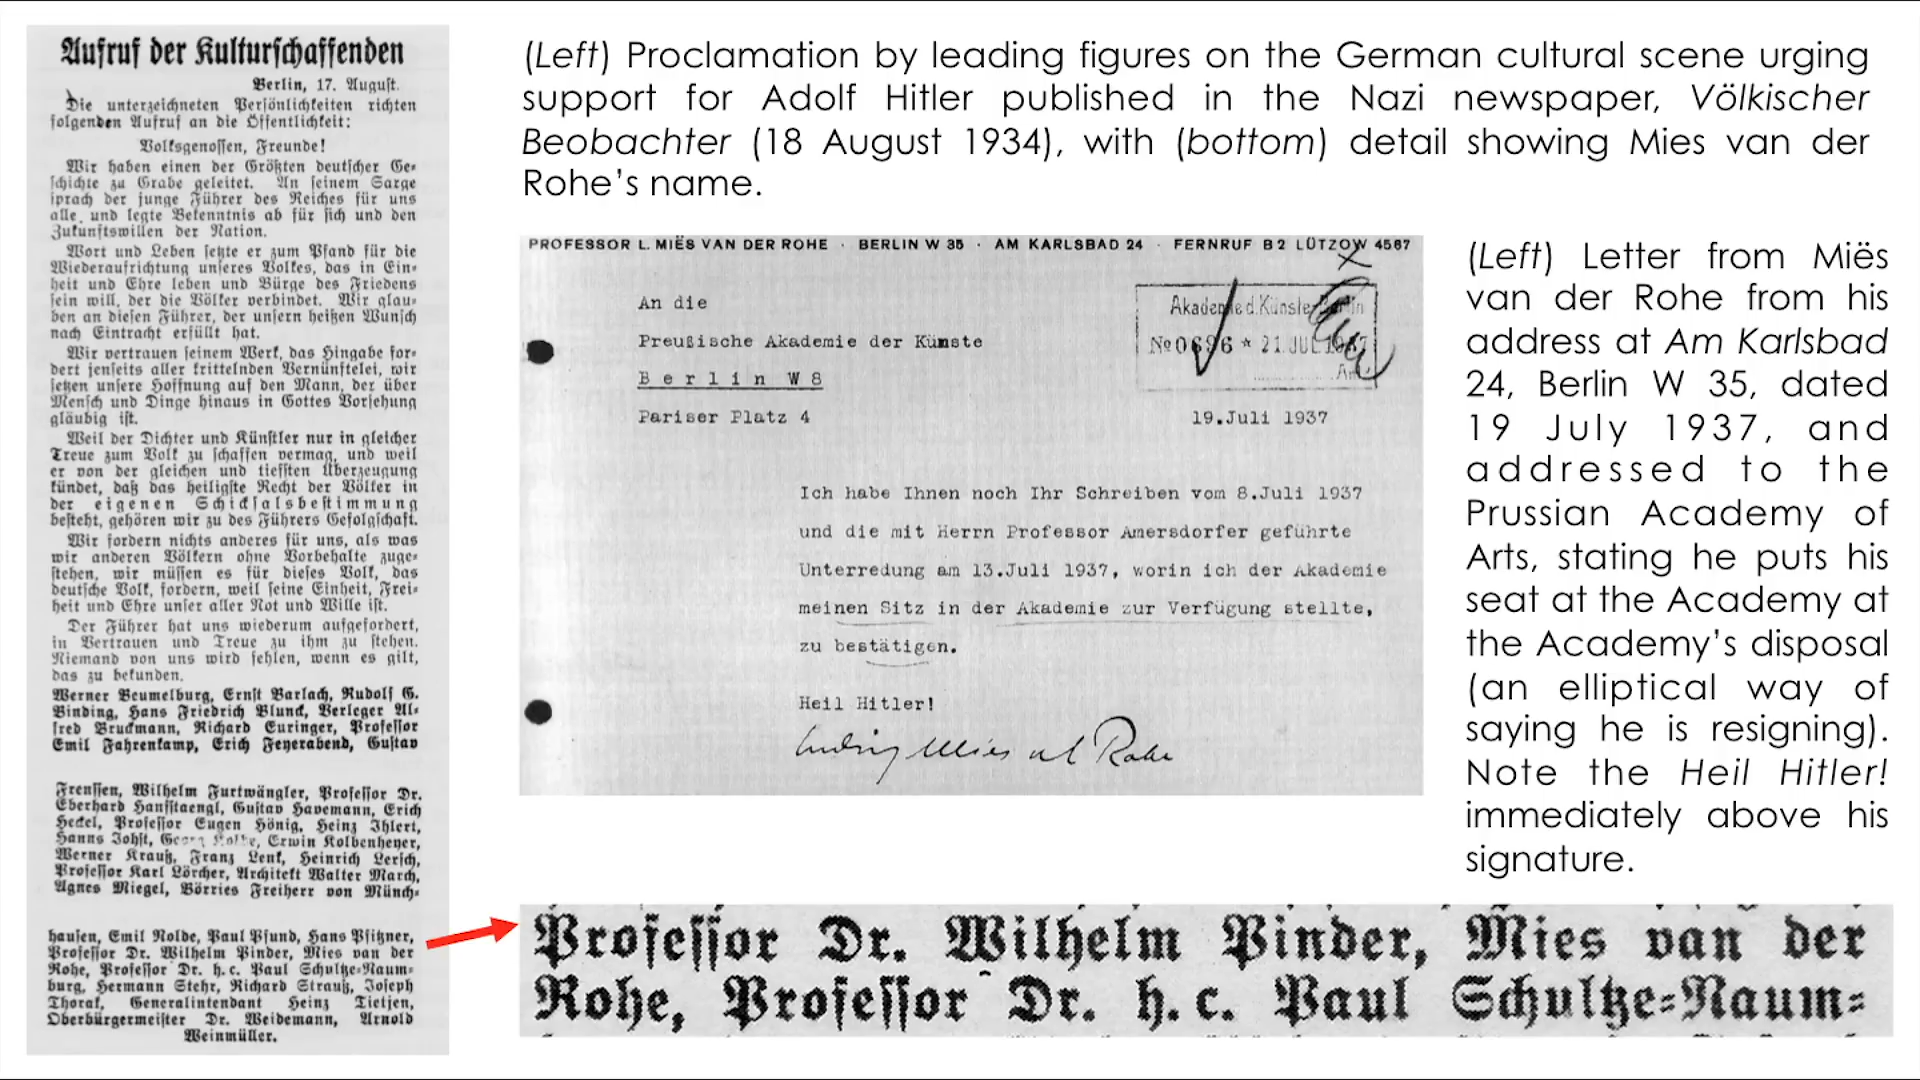 Aufruf der Kulturschaffenden
Berlin, 17. August.
Die unterzeichneten Persönlichkeiten richten
folgenden Aufruf an die Öffentlichkeit:
Volksgenossen, Freunde!
Wir haben einen der Größten deutscher Ge-
schichte zu Grabe geleitet. An seinem Sarge
sprach der junge Führer des Reiches für uns
alle und legte Bekenntnis ab für sich und den
Zukunftswillen der Nation.
Wort und Leben setzte er zum Pfand für die
Wiederaufrichtung unseres Volkes, das in Ein-
heit und Ehre leben und Bürge des Friedens
sein will, der die Völker verbindet. Wir glau-
ben an diesen Führer, der unsern heißen Wunsch
nach Eintracht erfüllt hat.
Wir vertrauen seinem Werk, das Hingabe for-
dert jenseits aller krittelnden Vernünftelei, wir
setzen unsere Hoffnung auf den Mann, der über
Mensch und Dinge hinaus in Gottes Vorsehung
gläubig ist.
Weil der Dichter und Künstler nur in gleicher
Treue zum Volk zu schaffen vermag, und weil
er von der gleichen und tiefsten Überzeugung
kündet, daß das heiligste Recht der Völker in
der eigenen Schicksalsbestimmung
besteht, gehören wir zu des Führers Gefolgschaft.
Wir fordern nichts anderes für uns, als was
wir anderen Völkern ohne Vorbehalte zuge-
stehen, wir müssen es für dieses Volk, das
deutsche Volk, fordern, weil seine Einheit, Frei-
heit und Ehre unser aller Not und Wille ist.
Der Führer hat uns wiederum aufgefordert,
in Vertrauen und Treue zu ihm zu stehen.
Niemand von uns wird fehlen, wenn es gilt,
das zu bekunden.
Werner Beumelburg, Ernst Barlach, Rudolf G.
Binding, Hans Friedrich Blunck, Verleger Al-
fred Bruckmann, Richard Euringer, Professor
Emil Fahrenkamp, Erich Feyerabend, Gustav
Frenssen, Wilhelm Furtwängler, Professor Dr.
Eberhard Hanfstaengl, Gustav Havemann, Erich
Heckel, Professor Eugen Hönig, Heinz Ihlert,
Hanns Johst, Georg Kolbe, Erwin Kolbenheyer,
Werner Krauß, Franz Lenk, Heinrich Lersch,
Professor Karl Lörcher, Architekt Walter March,
Agnes Miegel, Börries Freiherr von Münch-
hausen, Emil Nolde, Paul Pfund, Hans Pfitzner,
Professor Dr. Wilhelm Pinder, Mies van der
Rohe, Professor Dr. h. c. Paul Schultze-Naum-
burg, Hermann Stehr, Richard Strauß, Joseph
Thorak, Generalintendant Heinz Tietjen,
Oberbürgermeister Dr. Weidemann, Arnold
Weinmüller.
(Left) Proclamation by leading figures on the German cultural scene urging
support for Adolf Hitler published in the Nazi newspaper, Völkischer
Beobachter (18 August 1934), with (bottom) detail showing Mies van der
Rohe’s name.
PROFESSOR L. MIËS VAN DER ROHE · BERLIN W 35 · AM KARLSBAD 24 · FERNRUF B 2 LÜTZOW 4567
An die
Preußische Akademie der Künste
Berlin W 8
Pariser Platz 4
Akademie d. Künste Berlin
№ 0696 * 21 JUL 1937
19.Juli 1937
Ich habe Ihnen noch Ihr Schreiben vom 8.Juli 1937
und die mit Herrn Professor Amersdorfer geführte
Unterredung am 13.Juli 1937, worin ich der Akademie
meinen Sitz in der Akademie zur Verfügung stellte,
zu bestätigen.
Heil Hitler!
(Left) Letter from Miës
van der Rohe from his
address at Am Karlsbad
24, Berlin W 35, dated
19 July 1937, and
addressed to the
Prussian Academy of
Arts, stating he puts his
seat at the Academy at
the Academy’s disposal
(an elliptical way of
saying he is resigning).
Note the Heil Hitler!
immediately above his
signature.
Professor Dr. Wilhelm Pinder, Mies van der
Rohe, Professor Dr. h. c. Paul Schultze-Naum-